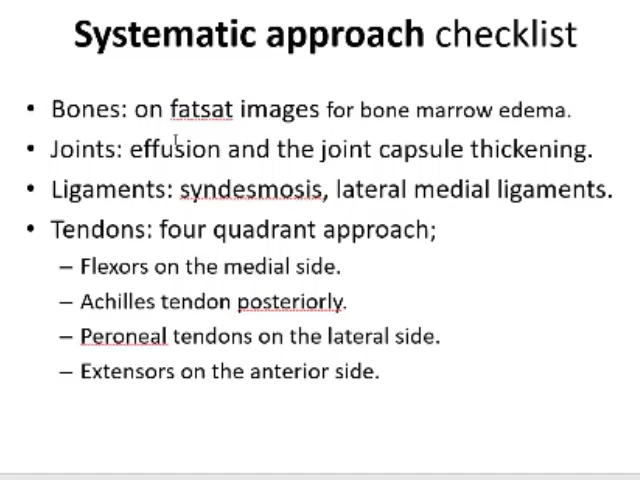 Systematic approach checklist
• Bones: on fatsat images for bone marrow edema.
• Joints: effusion and the joint capsule thickening.
• Ligaments: syndesmosis, lateral medial ligaments.
• Tendons: four quadrant approach;
– Flexors on the medial side.
– Achilles tendon posteriorly.
– Peroneal tendons on the lateral side.
– Extensors on the anterior side.